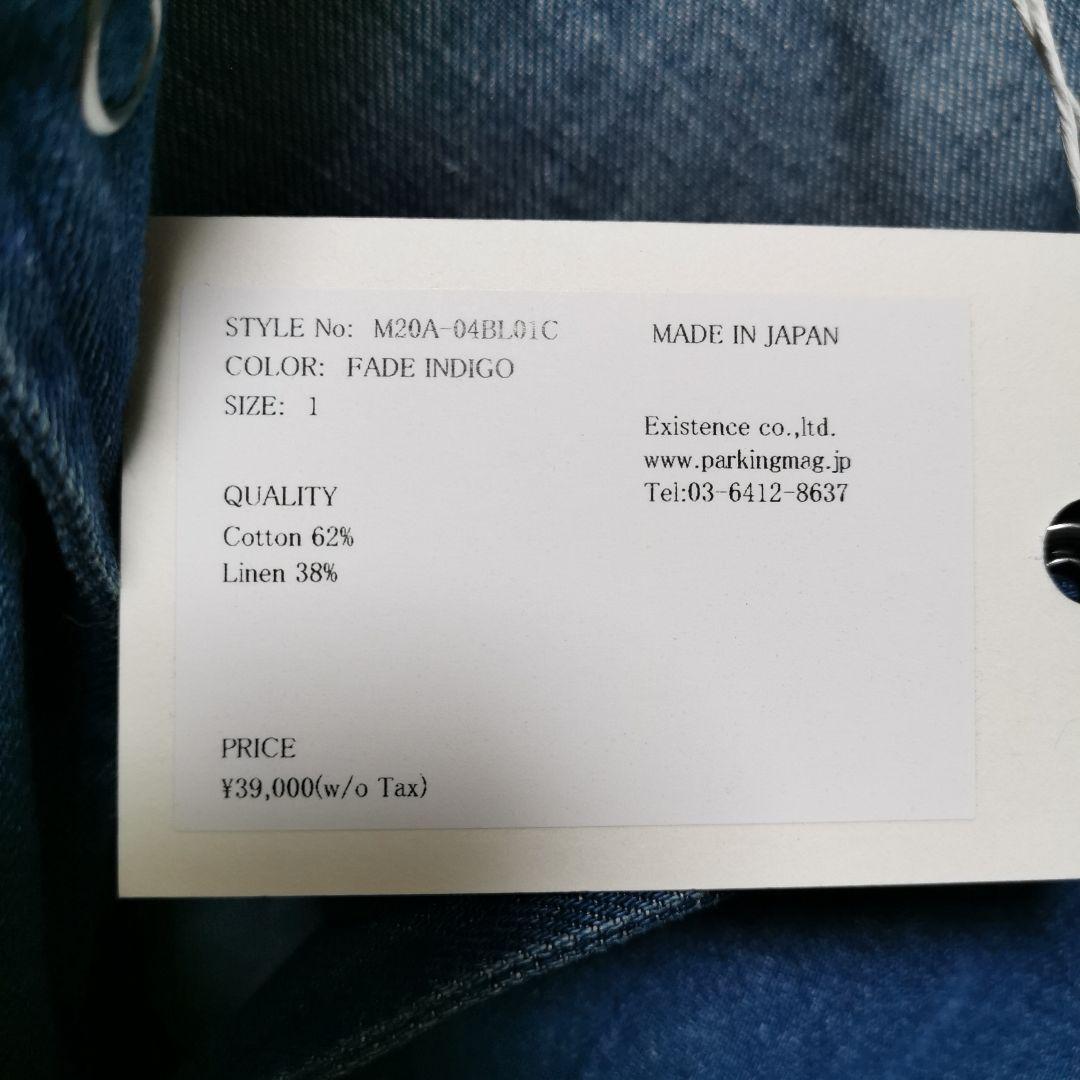 STYLE No: M20A-04BL01C
COLOR: FADE INDIGO
SIZE: 1
QUALITY
Cotton 62%
Linen 38%
PRICE
¥39,000(w/o Tax)
MADE IN JAPAN
Existence co.,ltd.
www.parkingmag.jp
Tel:03-6412-8637